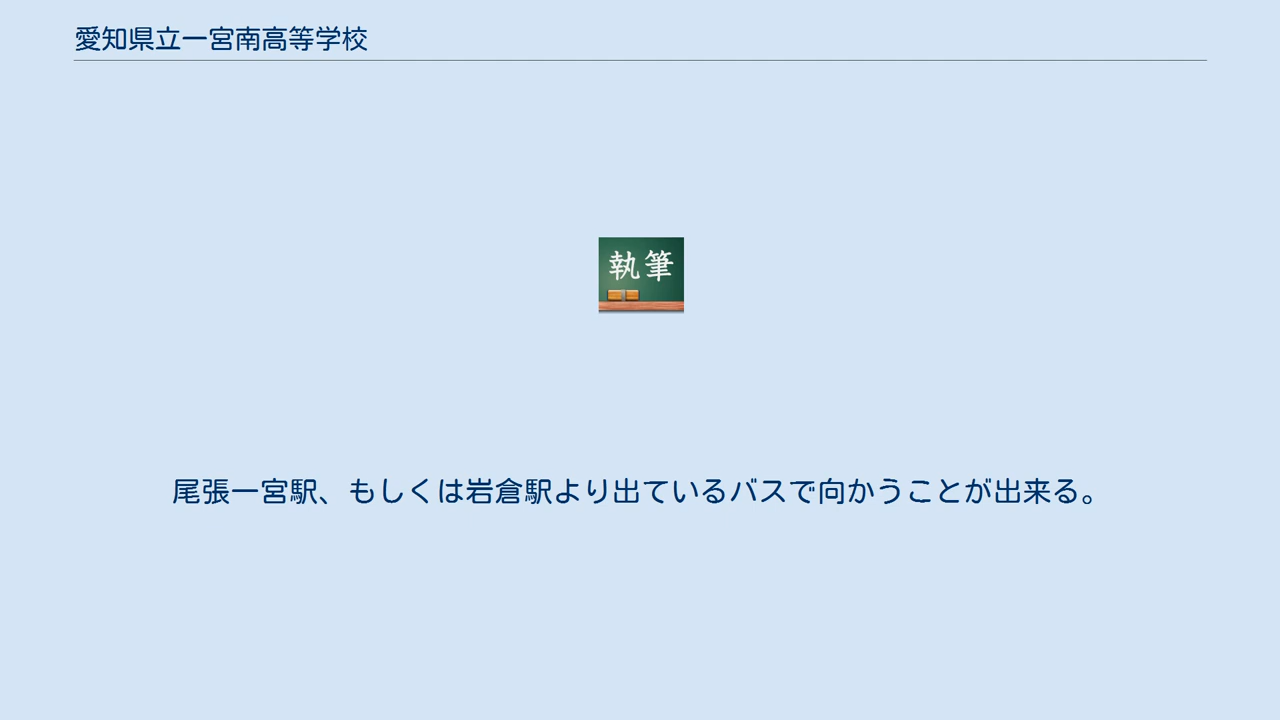 愛知県立一宮南高等学校
執筆
尾張一宮駅、もしくは岩倉駅より出ているバスで向かうことが出来る。